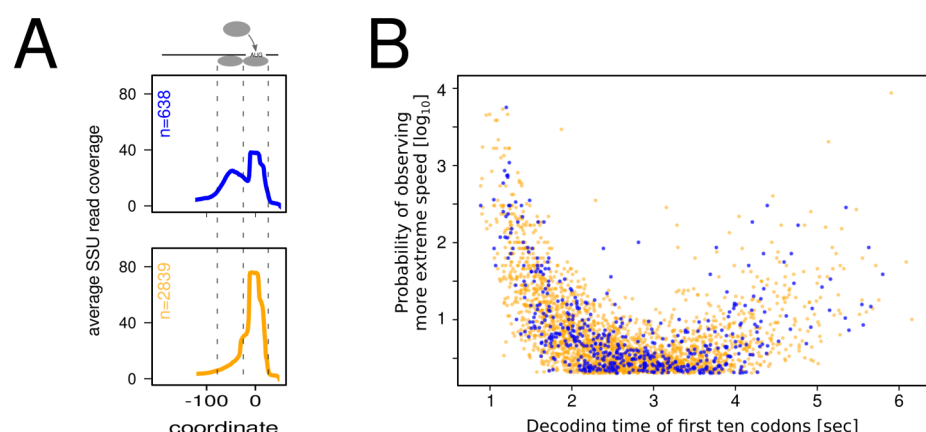 A
AUG
80
40
0
n=638
average SSU read coverage
80
40
0
n=2839
-100 0
coordinate
B
4
3
2
1
Probability of observing
more extreme speed [log10]
1 2 3 4 5 6
Decoding time of first ten codons [sec]